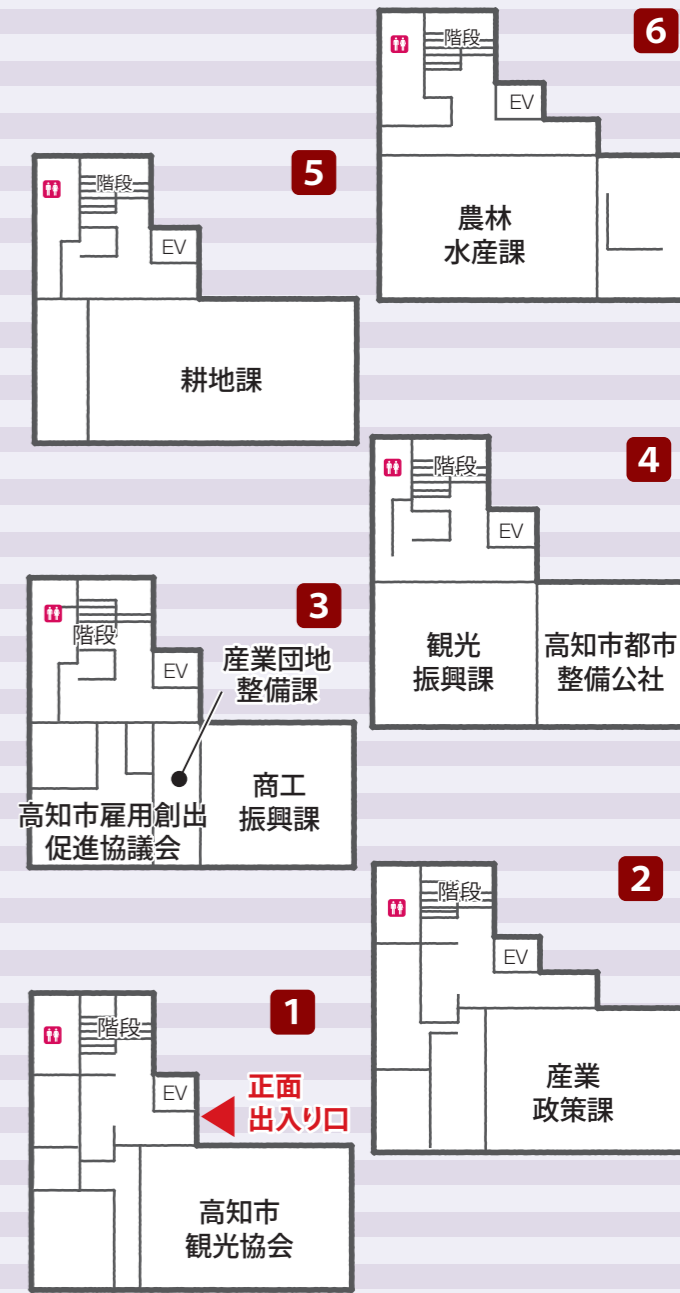 6
階段
EV
農林
水産課
5
階段
EV
耕地課
4
階段
EV
観光
振興課
高知市都市
整備公社
3
階段
EV
産業団地
整備課
商工
振興課
高知市雇用創出
促進協議会
2
階段
EV
産業
政策課
1
階段
EV
正面
出入り口
高知市
観光協会